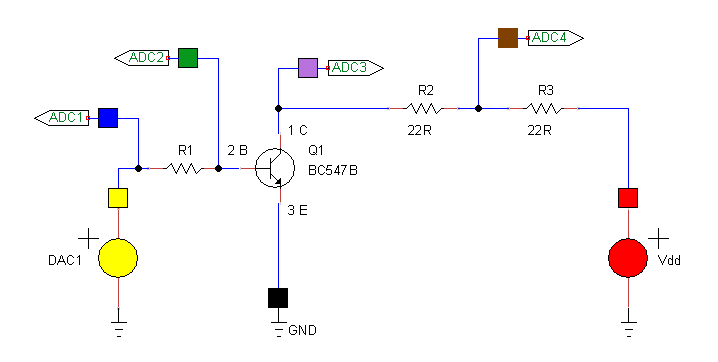 ADC4
ADC2
ADC3
R2
R3
ADC1
22R
22R
1 C
R1
2 B
Q1
BC547B
3 E
DAC1
Vdd
GND